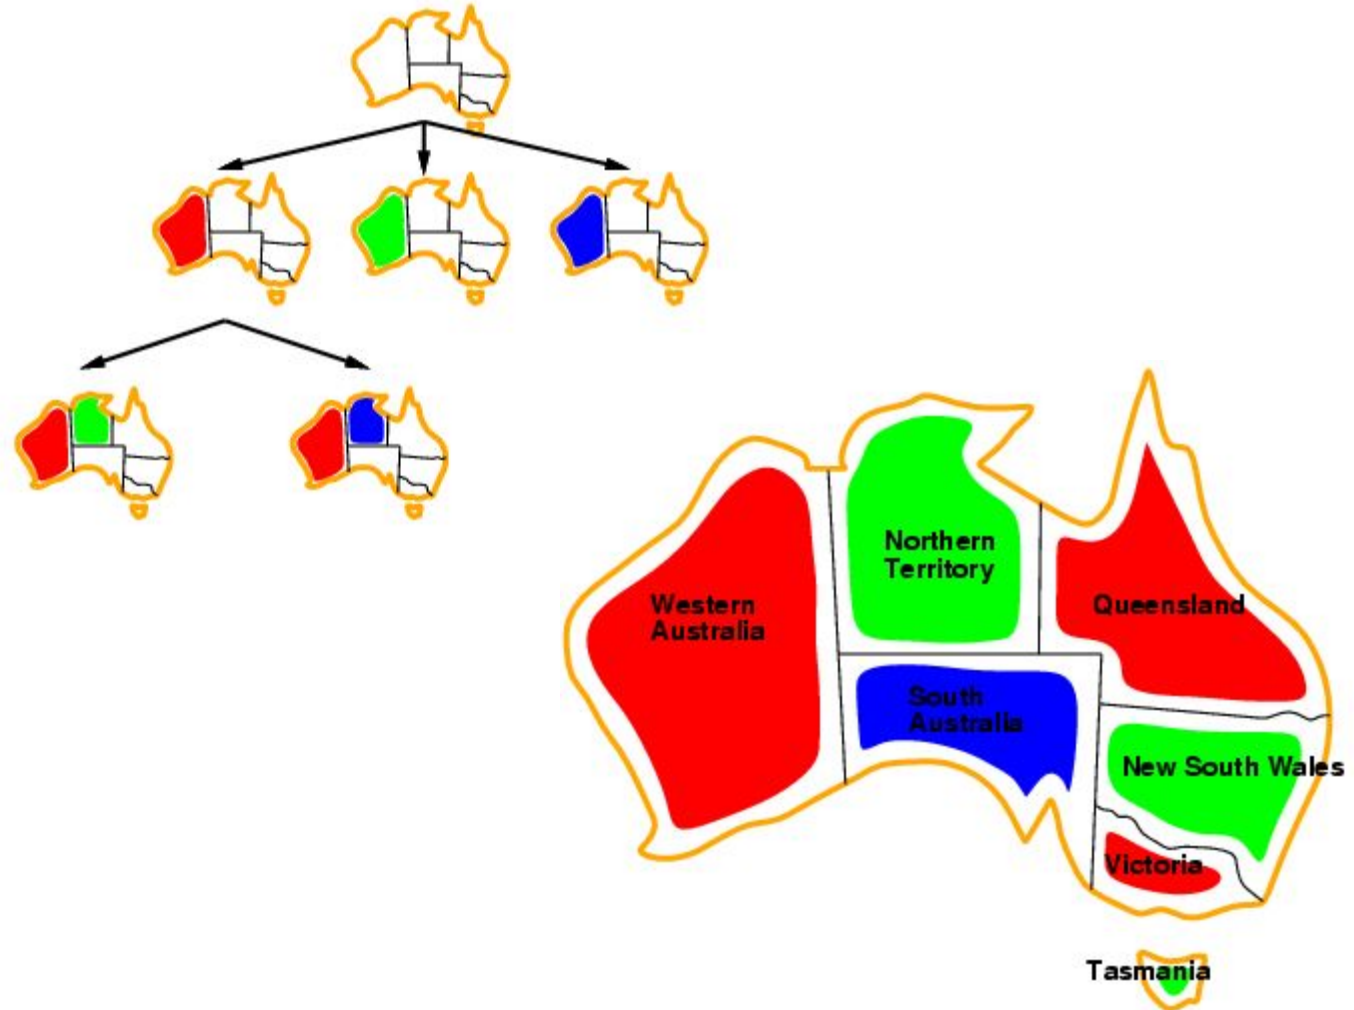 Northern
Territory
Western
Australia
Queensland
South
Australia
New South Wales
Victoria
Tasmania